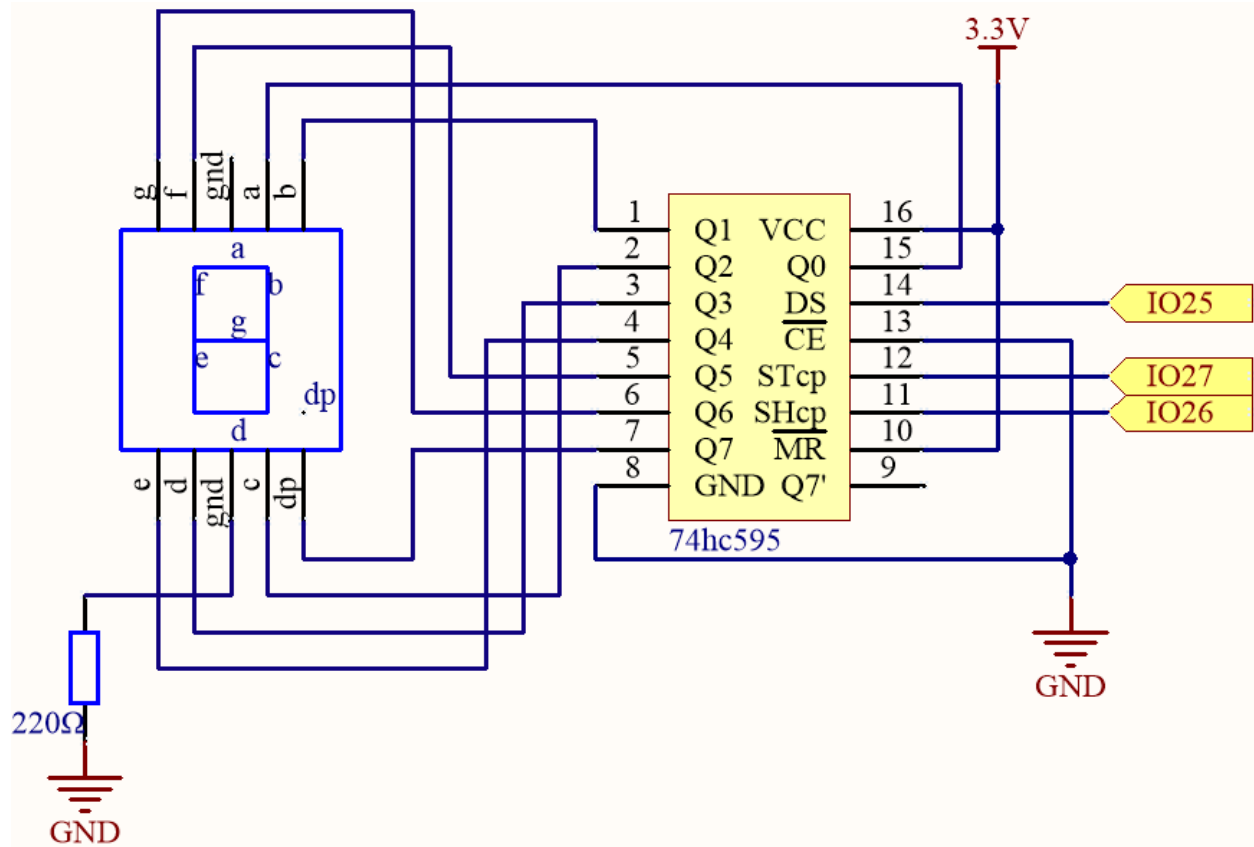 3.3V
g f gnd a b
a
f b
g
e c
dp
d
e d gnd c dp
220Ω
GND
1 Q1 VCC 16
2 Q2 Q0 15
3 Q3 DS 14 IO25
4 Q4 CE 13
5 Q5 STcp 12 IO27
6 Q6 SHcp 11 IO26
7 Q7 MR 10
8 GND Q7' 9
74hc595
GND